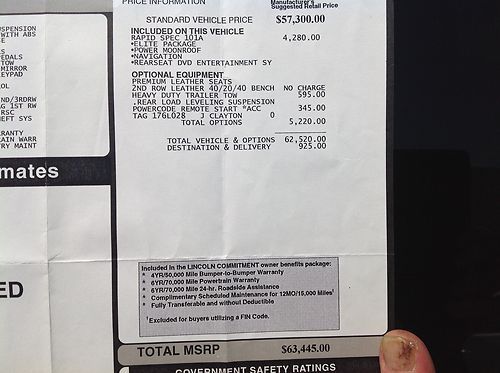 PRICE INFORMATION
Manufacturer's
Suggested Retail Price
STANDARD VEHICLE PRICE $57,300.00
INCLUDED ON THIS VEHICLE
RAPID SPEC 101A 4,280.00
•ELITE PACKAGE
•POWER MOONROOF
•NAVIGATION
•REARSEAT DVD ENTERTAINMENT SY
OPTIONAL EQUIPMENT
PREMIUM LEATHER SEATS
2ND ROW LEATHER 40/20/40 BENCH NO CHARGE
HEAVY DUTY TRAILER TOW 595.00
.REAR LOAD LEVELING SUSPENSION
POWERCODE REMOTE START *ACC 345.00
TAG 176L028 J CLAYTON 0
TOTAL OPTIONS 5,220.00
TOTAL VEHICLE & OPTIONS 62,520.00
DESTINATION & DELIVERY 925.00
Included in the LINCOLN COMMITMENT owner benefits package:
* 4YR/50,000 Mile Bumper-to-Bumper Warranty
* 6YR/70,000 Mile Powertrain Warranty
* 6YR/70,000 Mile 24-hr. Roadside Assistance
* Complimentary Scheduled Maintenance for 12MO/15,000 Miles¹
* Fully Transferable and without Deductible
¹Excluded for buyers utilizing a FIN Code.
TOTAL MSRP $63,445.00
GOVERNMENT SAFETY RATINGS
SPENSION
WITH ABS
E
S
EDALS
TOW
MIRROR
EYPAD
OL
ND/3RDRW
G 1ST RW
RSC
EFT SYS
RANTY
AIN WARR
TRY MAINT
mates
ED